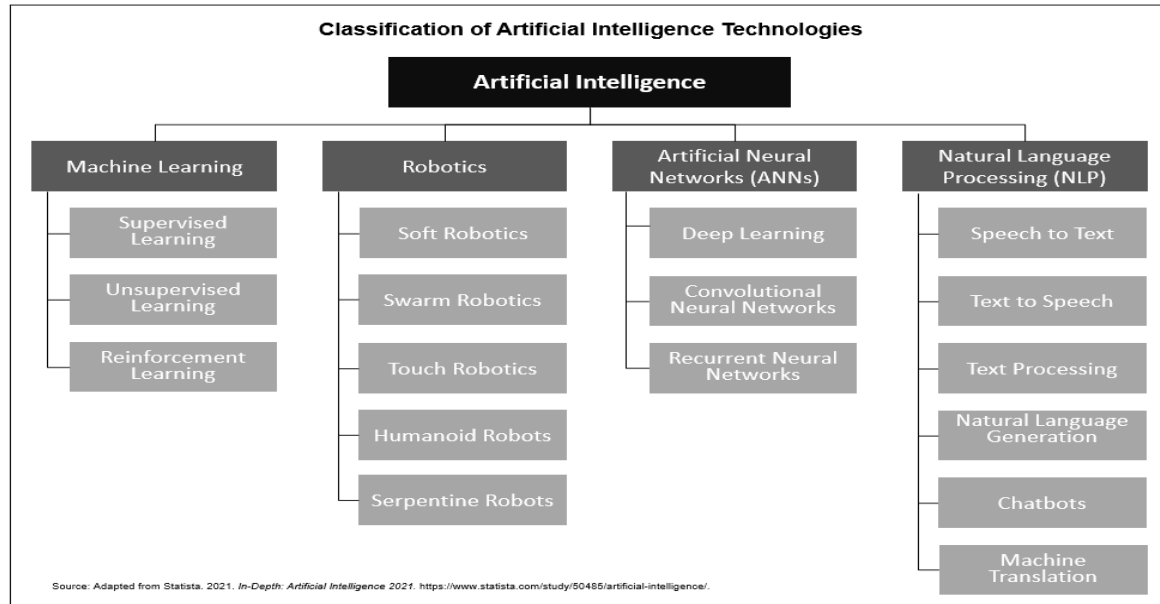 Classification of Artificial Intelligence Technologies
Artificial Intelligence
Machine Learning
Supervised
Learning
Unsupervised
Learning
Reinforcement
Learning
Robotics
Soft Robotics
Swarm Robotics
Touch Robotics
Humanoid Robots
Serpentine Robots
Artificial Neural
Networks (ANNs)
Deep Learning
Convolutional
Neural Networks
Recurrent Neural
Networks
Natural Language
Processing (NLP)
Speech to Text
Text to Speech
Text Processing
Natural Language
Generation
Chatbots
Machine
Translation
Source: Adapted from Statista. 2021. In-Depth: Artificial Intelligence 2021. https://www.statista.com/study/50485/artificial-intelligence/.